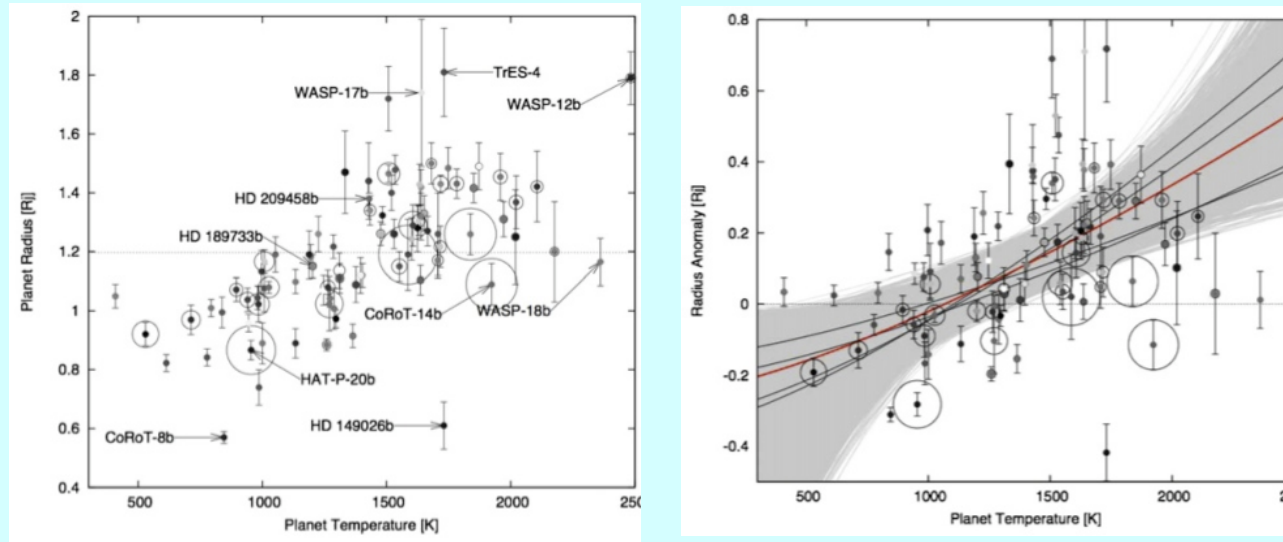 2
1.8
1.6
1.4
1.2
1
0.8
0.6
0.4
Planet Radius [Rj]
TrES-4
WASP-17b
WASP-12b
HD 209458b
HD 189733b
CoRoT-14b
WASP-18b
HAT-P-20b
HD 149026b
CoRoT-8b
500 1000 1500 2000 250
Planet Temperature [K]
0.8
0.6
0.4
0.2
0
-0.2
-0.4
Radius Anomaly [Rj]
500 1000 1500 2000 2
Planet Temperature [K]